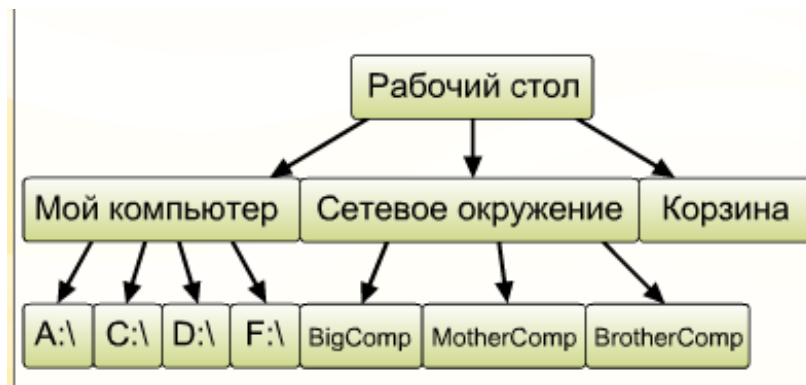 Рабочий стол
Мой компьютер Сетевое окружение Корзина
A:\ C:\ D:\ F:\ BigComp MotherComp BrotherComp